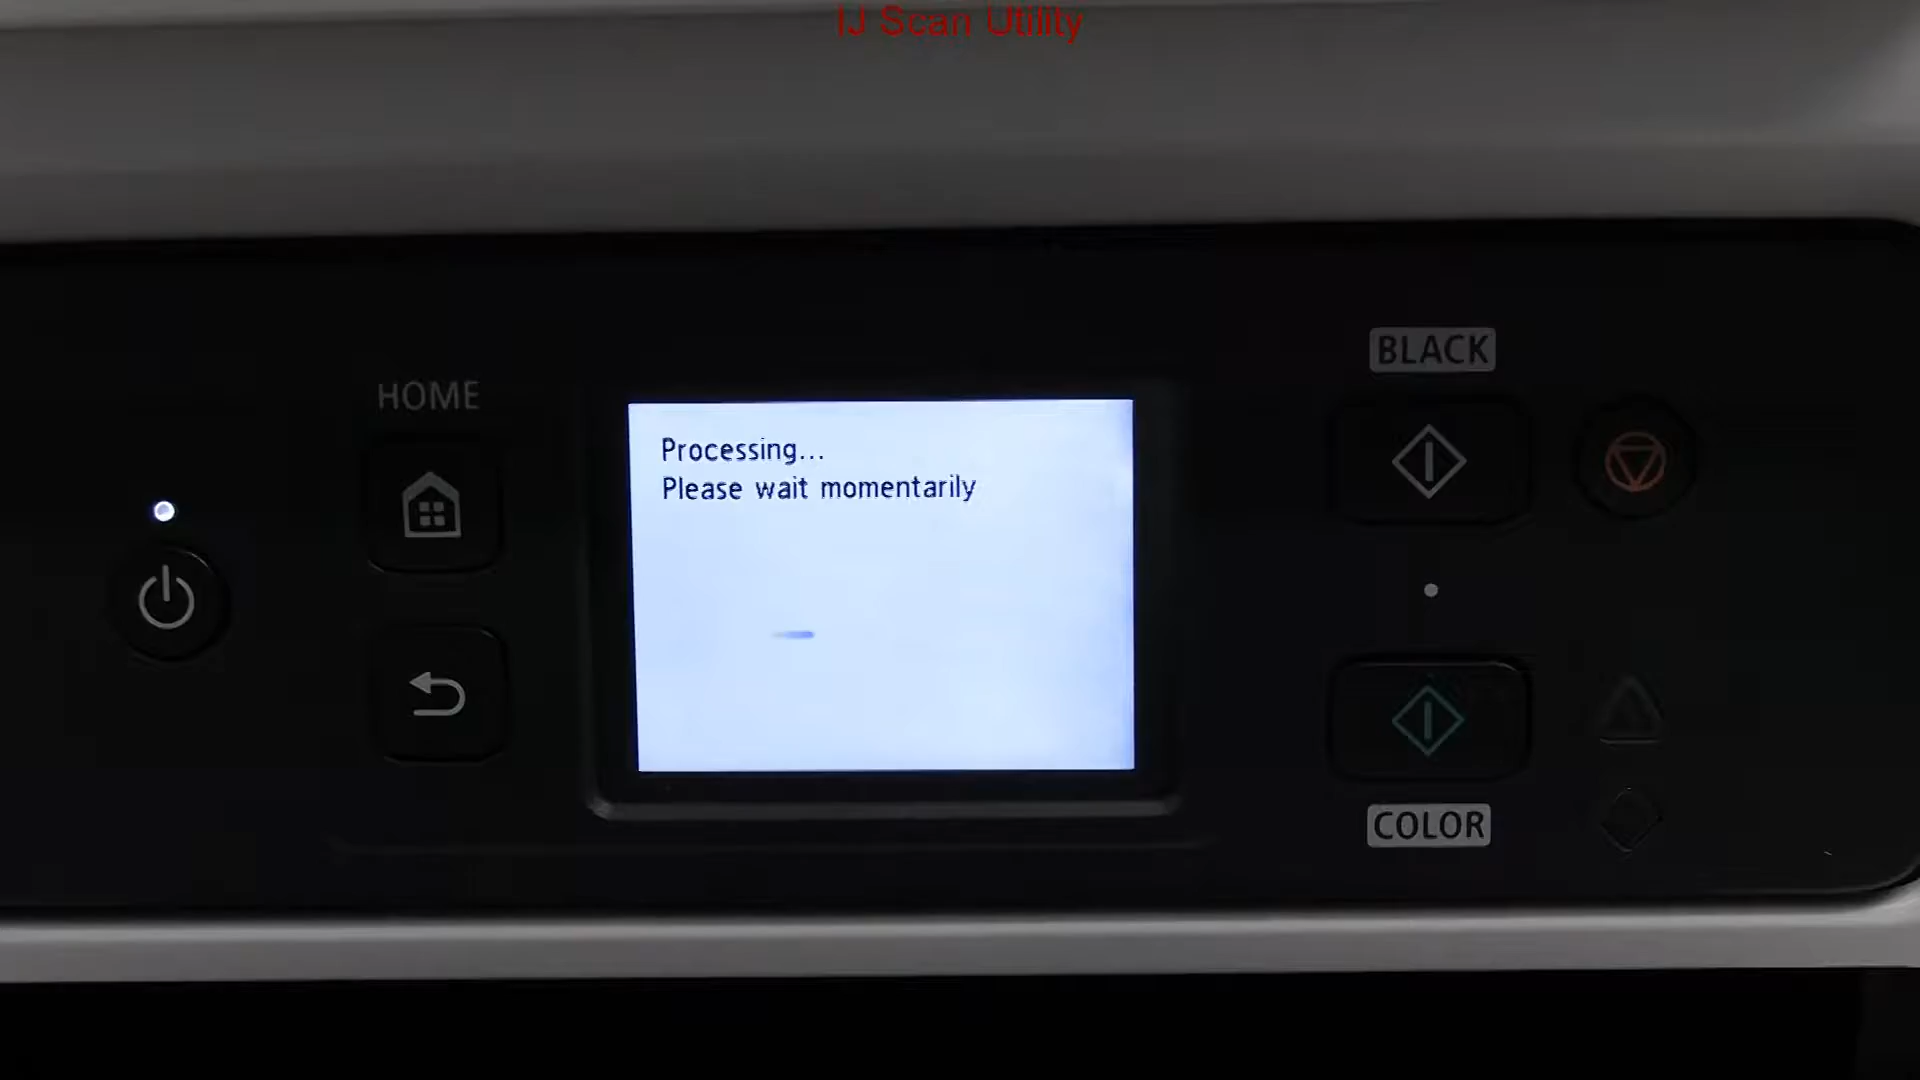 IJ Scan Utility
BLACK
HOME
Processing...
Please wait momentarily
COLOR